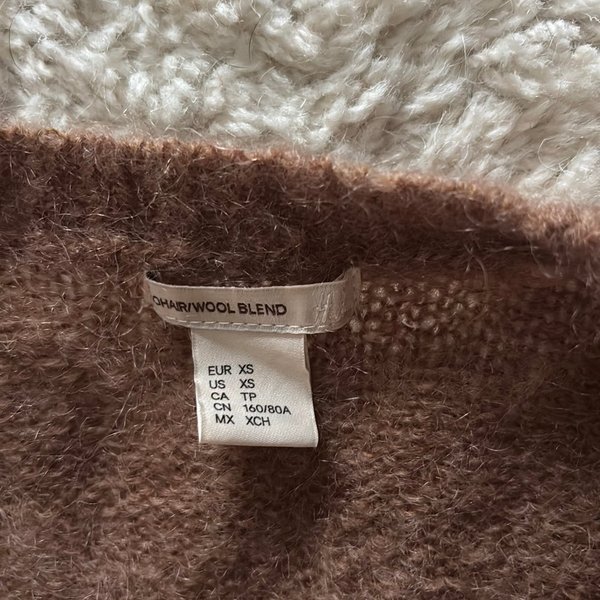 OHAIR/WOOL BLEND
EUR XS
US XS
CA TP
CN 160/80A
MX XCH